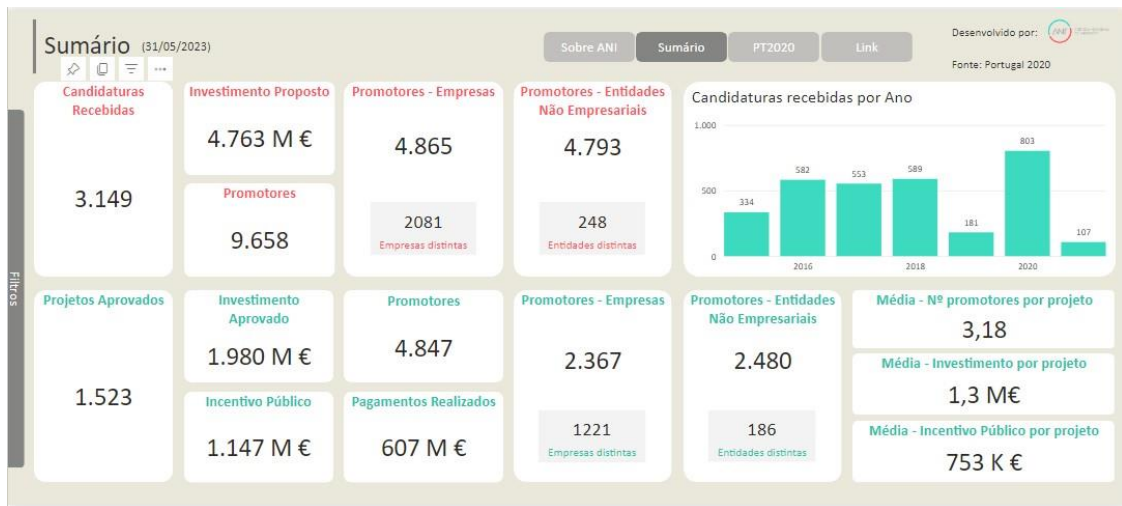 Sumário (31/05/2023)
Sobre ANI
Sumário
PT2020
Link
Desenvolvido por:
ANI
Fonte: Portugal 2020
Filtros
Candidaturas
Recebidas
3.149
Investimento Proposto
4.763 M €
Promotores
9.658
Promotores - Empresas
4.865
2081
Empresas distintas
Promotores - Entidades
Não Empresariais
4.793
248
Entidades distintas
Candidaturas recebidas por Ano
1.000
500
0
334
582
553
589
181
803
107
2016
2018
2020
Projetos Aprovados
1.523
Investimento
Aprovado
1.980 M €
Incentivo Público
1.147 M €
Promotores
4.847
Pagamentos Realizados
607 M €
Promotores - Empresas
2.367
1221
Empresas distintas
Promotores - Entidades
Não Empresariais
2.480
186
Entidades distintas
Média - Nº promotores por projeto
3,18
Média - Investimento por projeto
1,3 M€
Média - Incentivo Público por projeto
753 K €